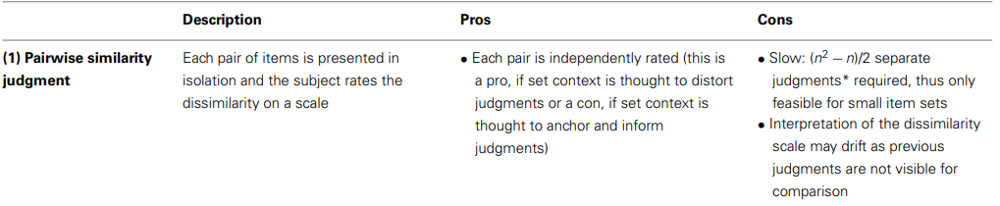 Description Pros Cons
(1) Pairwise similarity judgment
Each pair of items is presented in
isolation and the subject rates the
dissimilarity on a scale
• Each pair is independently rated (this is
a pro, if set context is thought to distort
judgments or a con, if set context is
thought to anchor and inform
judgments)
• Slow: (n² − n)/2 separate
judgments* required, thus only
feasible for small item sets
• Interpretation of the dissimilarity
scale may drift as previous
judgments are not visible for
comparison